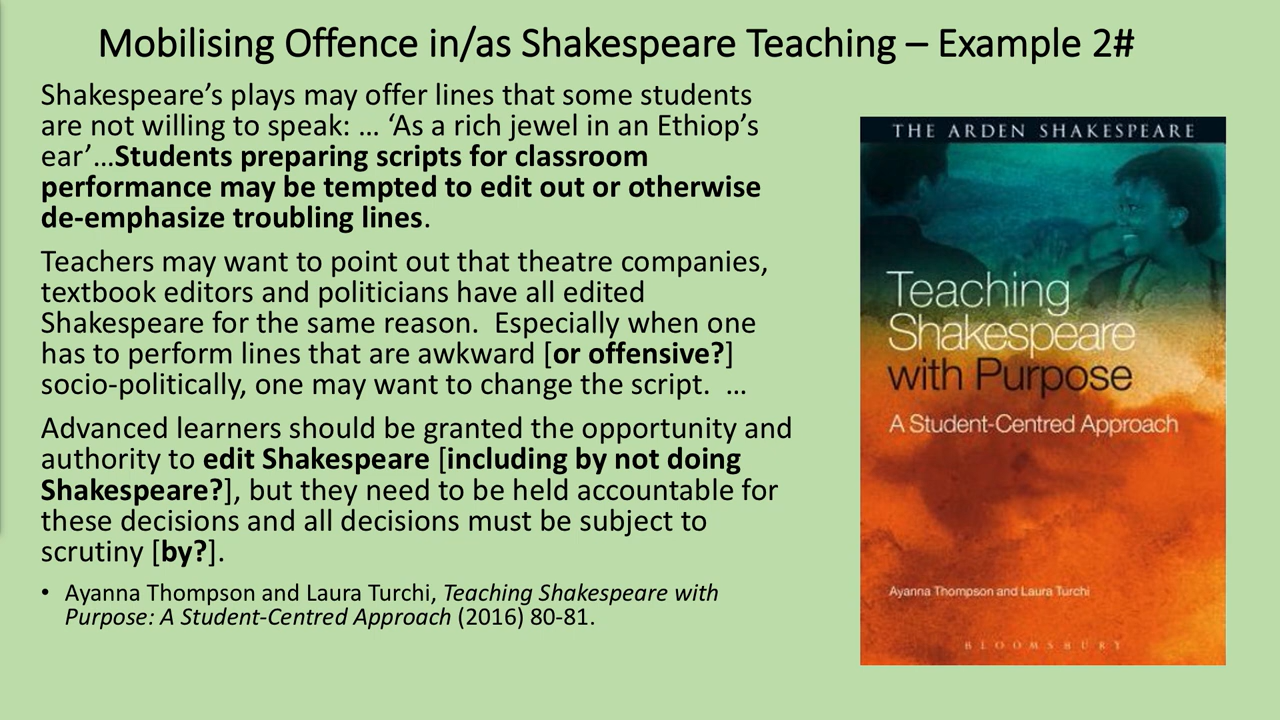 Mobilising Offence in/as Shakespeare Teaching – Example 2#
Shakespeare’s plays may offer lines that some students
are not willing to speak: … ‘As a rich jewel in an Ethiop’s
ear’…Students preparing scripts for classroom
performance may be tempted to edit out or otherwise
de-emphasize troubling lines.
Teachers may want to point out that theatre companies,
textbook editors and politicians have all edited
Shakespeare for the same reason.  Especially when one
has to perform lines that are awkward [or offensive?]
socio-politically, one may want to change the script.  …
Advanced learners should be granted the opportunity and
authority to edit Shakespeare [including by not doing
Shakespeare?], but they need to be held accountable for
these decisions and all decisions must be subject to
scrutiny [by?].
• Ayanna Thompson and Laura Turchi, Teaching Shakespeare with
Purpose: A Student-Centred Approach (2016) 80-81.
THE ARDEN SHAKESPEARE
Teaching
Shakespeare
with Purpose
A Student-Centred Approach
Ayanna Thompson and Laura Turchi
BLOOMSBURY